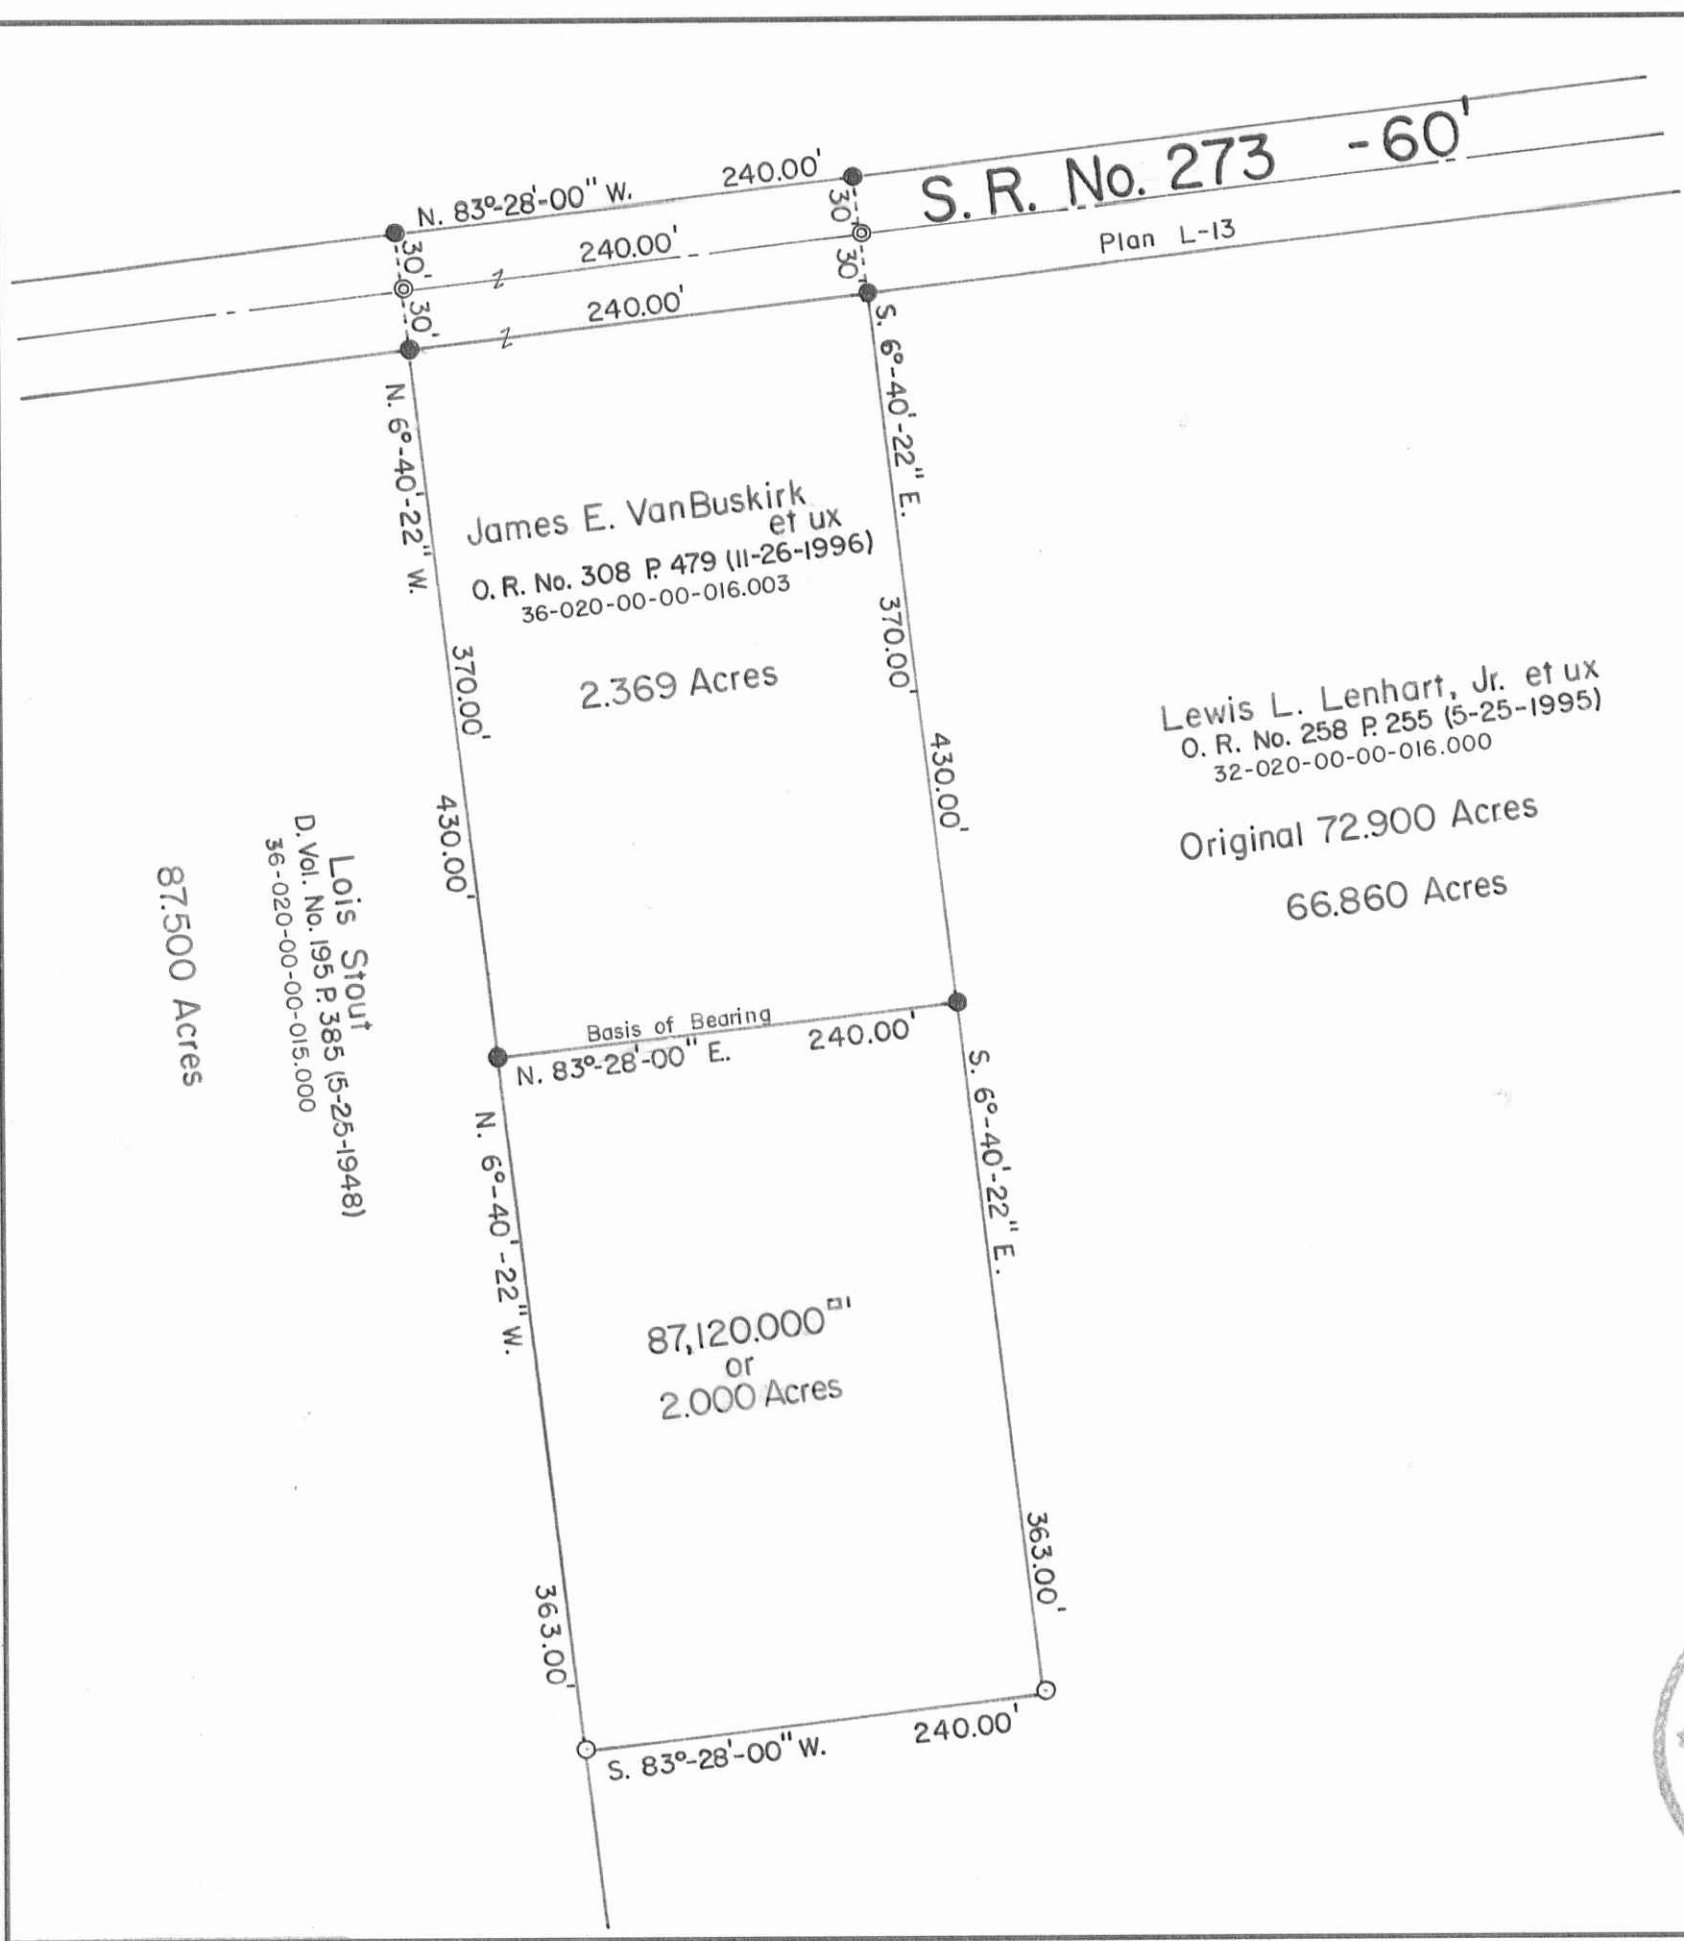 240.00'
N. 83°-28'-00" W.
S. R. No. 273 -60'
30'
30'
240.00'
Plan L-13
30'
30'
240.00'
N. 6°-40'-22" W.
S. 6°-40'-22" E.
James E. VanBuskirk
et ux
O. R. No. 308 P. 479 (11-26-1996)
36-020-00-00-016.003
2.369 Acres
370.00'
370.00'
430.00'
430.00'
Lewis L. Lenhart, Jr. et ux
O. R. No. 258 P. 255 (5-25-1995)
32-020-00-00-016.000
Original 72.900 Acres
66.860 Acres
Lois Stout
D. Vol. No. 195 P. 385 (5-25-1948)
36-020-00-00-015.000
87.500 Acres
Basis of Bearing
N. 83°-28'-00" E. 240.00'
N. 6°-40'-22" W.
S. 6°-40'-22" E.
87,120.000□'
or
2.000 Acres
363.00'
363.00'
S. 83°-28'-00" W. 240.00'